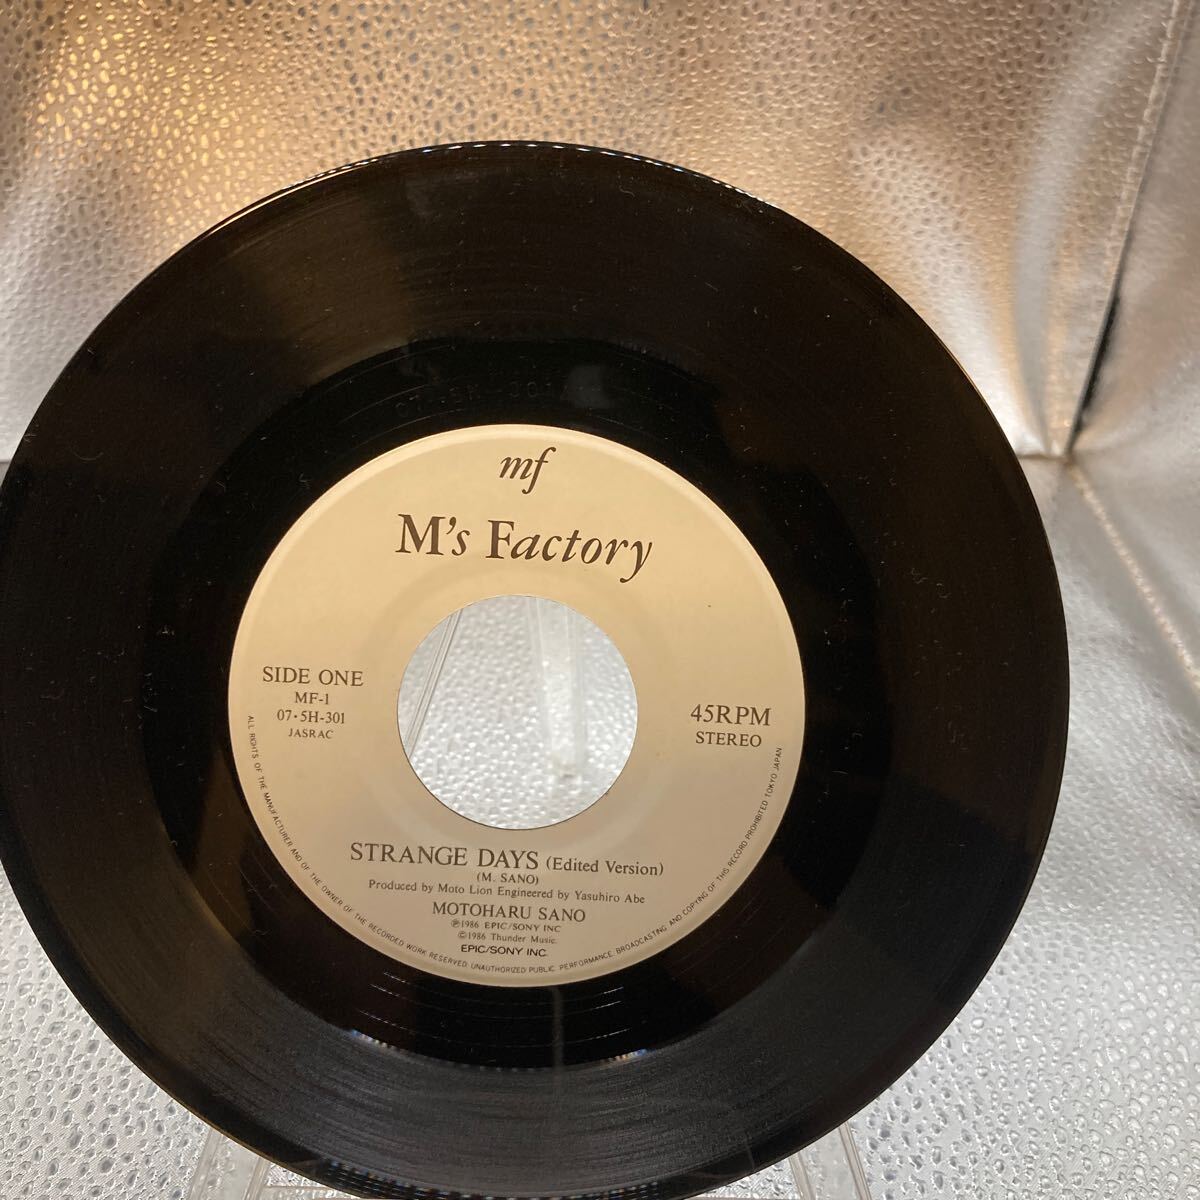 07-5H-301
mf
M's Factory
SIDE ONE
MF-1
07・5H-301
JASRAC
45RPM
STEREO
STRANGE DAYS (Edited Version)
(M. SANO)
Produced by Moto Lion Engineered by Yasuhiro Abe
MOTOHARU SANO
℗1986 EPIC/SONY INC
©1986 Thunder Music.
EPIC/SONY INC.
ALL RIGHTS OF THE MANUFACTURER AND OF THE OWNER OF THE RECORDED WORK RESERVED. UNAUTHORIZED PUBLIC PERFORMANCE. BROADCASTING AND COPYING OF THIS RECORD PROHIBITED TOKYO JAPAN